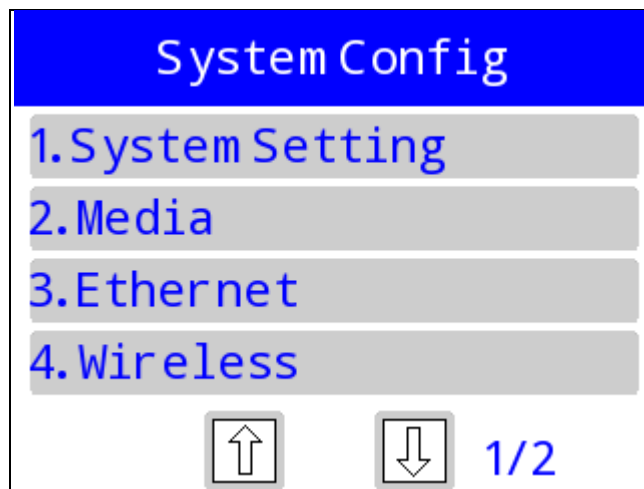 System Config
1.System Setting
2.Media
3.Ethernet
4.Wireless
1/2